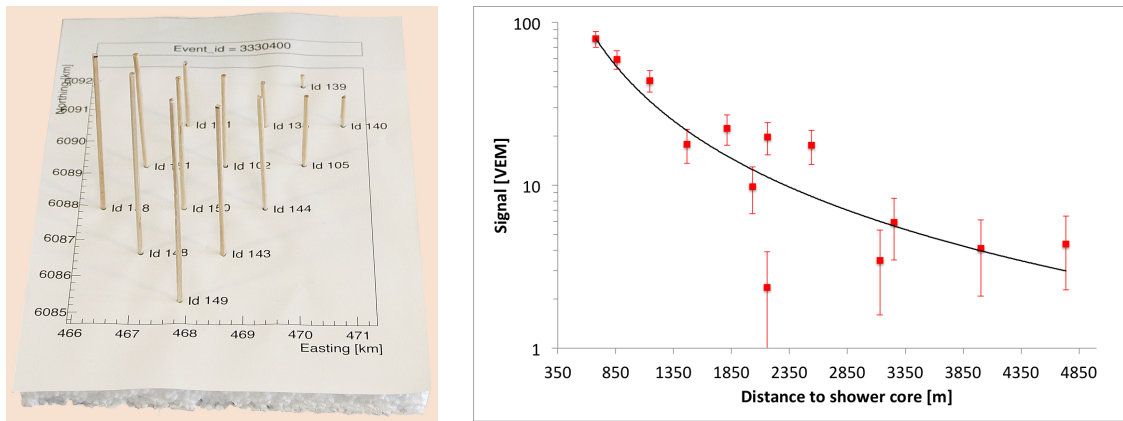 Event_id = 3330400
Northing [km]
6092
6091
6090
6089
6088
6087
6086
6085
Id 139
Id 140
Id 102
Id 105
Id 150
Id 144
Id 143
Id 149
466 467 468 469 470 471
Easting [km]
Signal [VEM]
100
10
1
350 850 1350 1850 2350 2850 3350 3850 4350 4850
Distance to shower core [m]